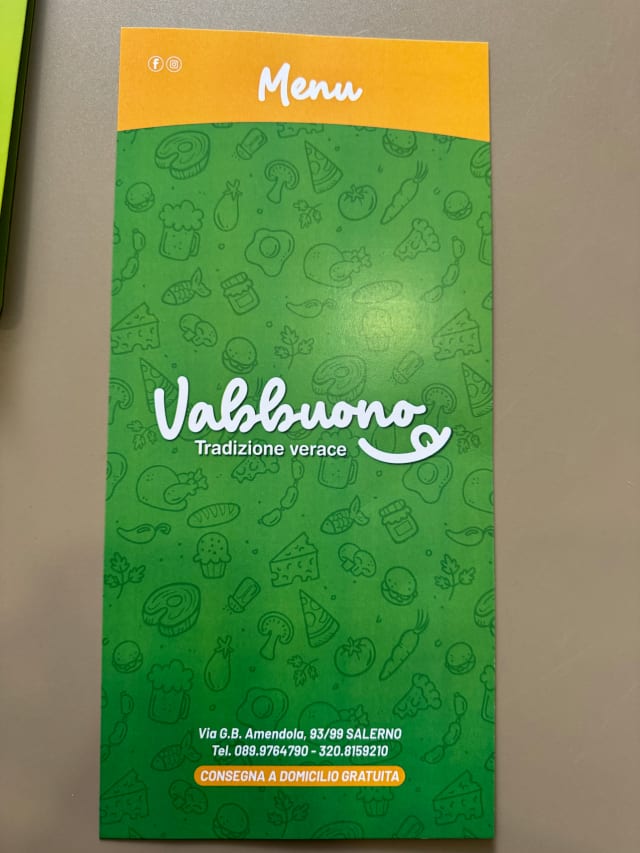 Menu
Vabbuono
Tradizione verace
Via G.B. Amendola, 93/99 SALERNO
Tel. 089.9764790 - 320.8159210
CONSEGNA A DOMICILIO GRATUITA